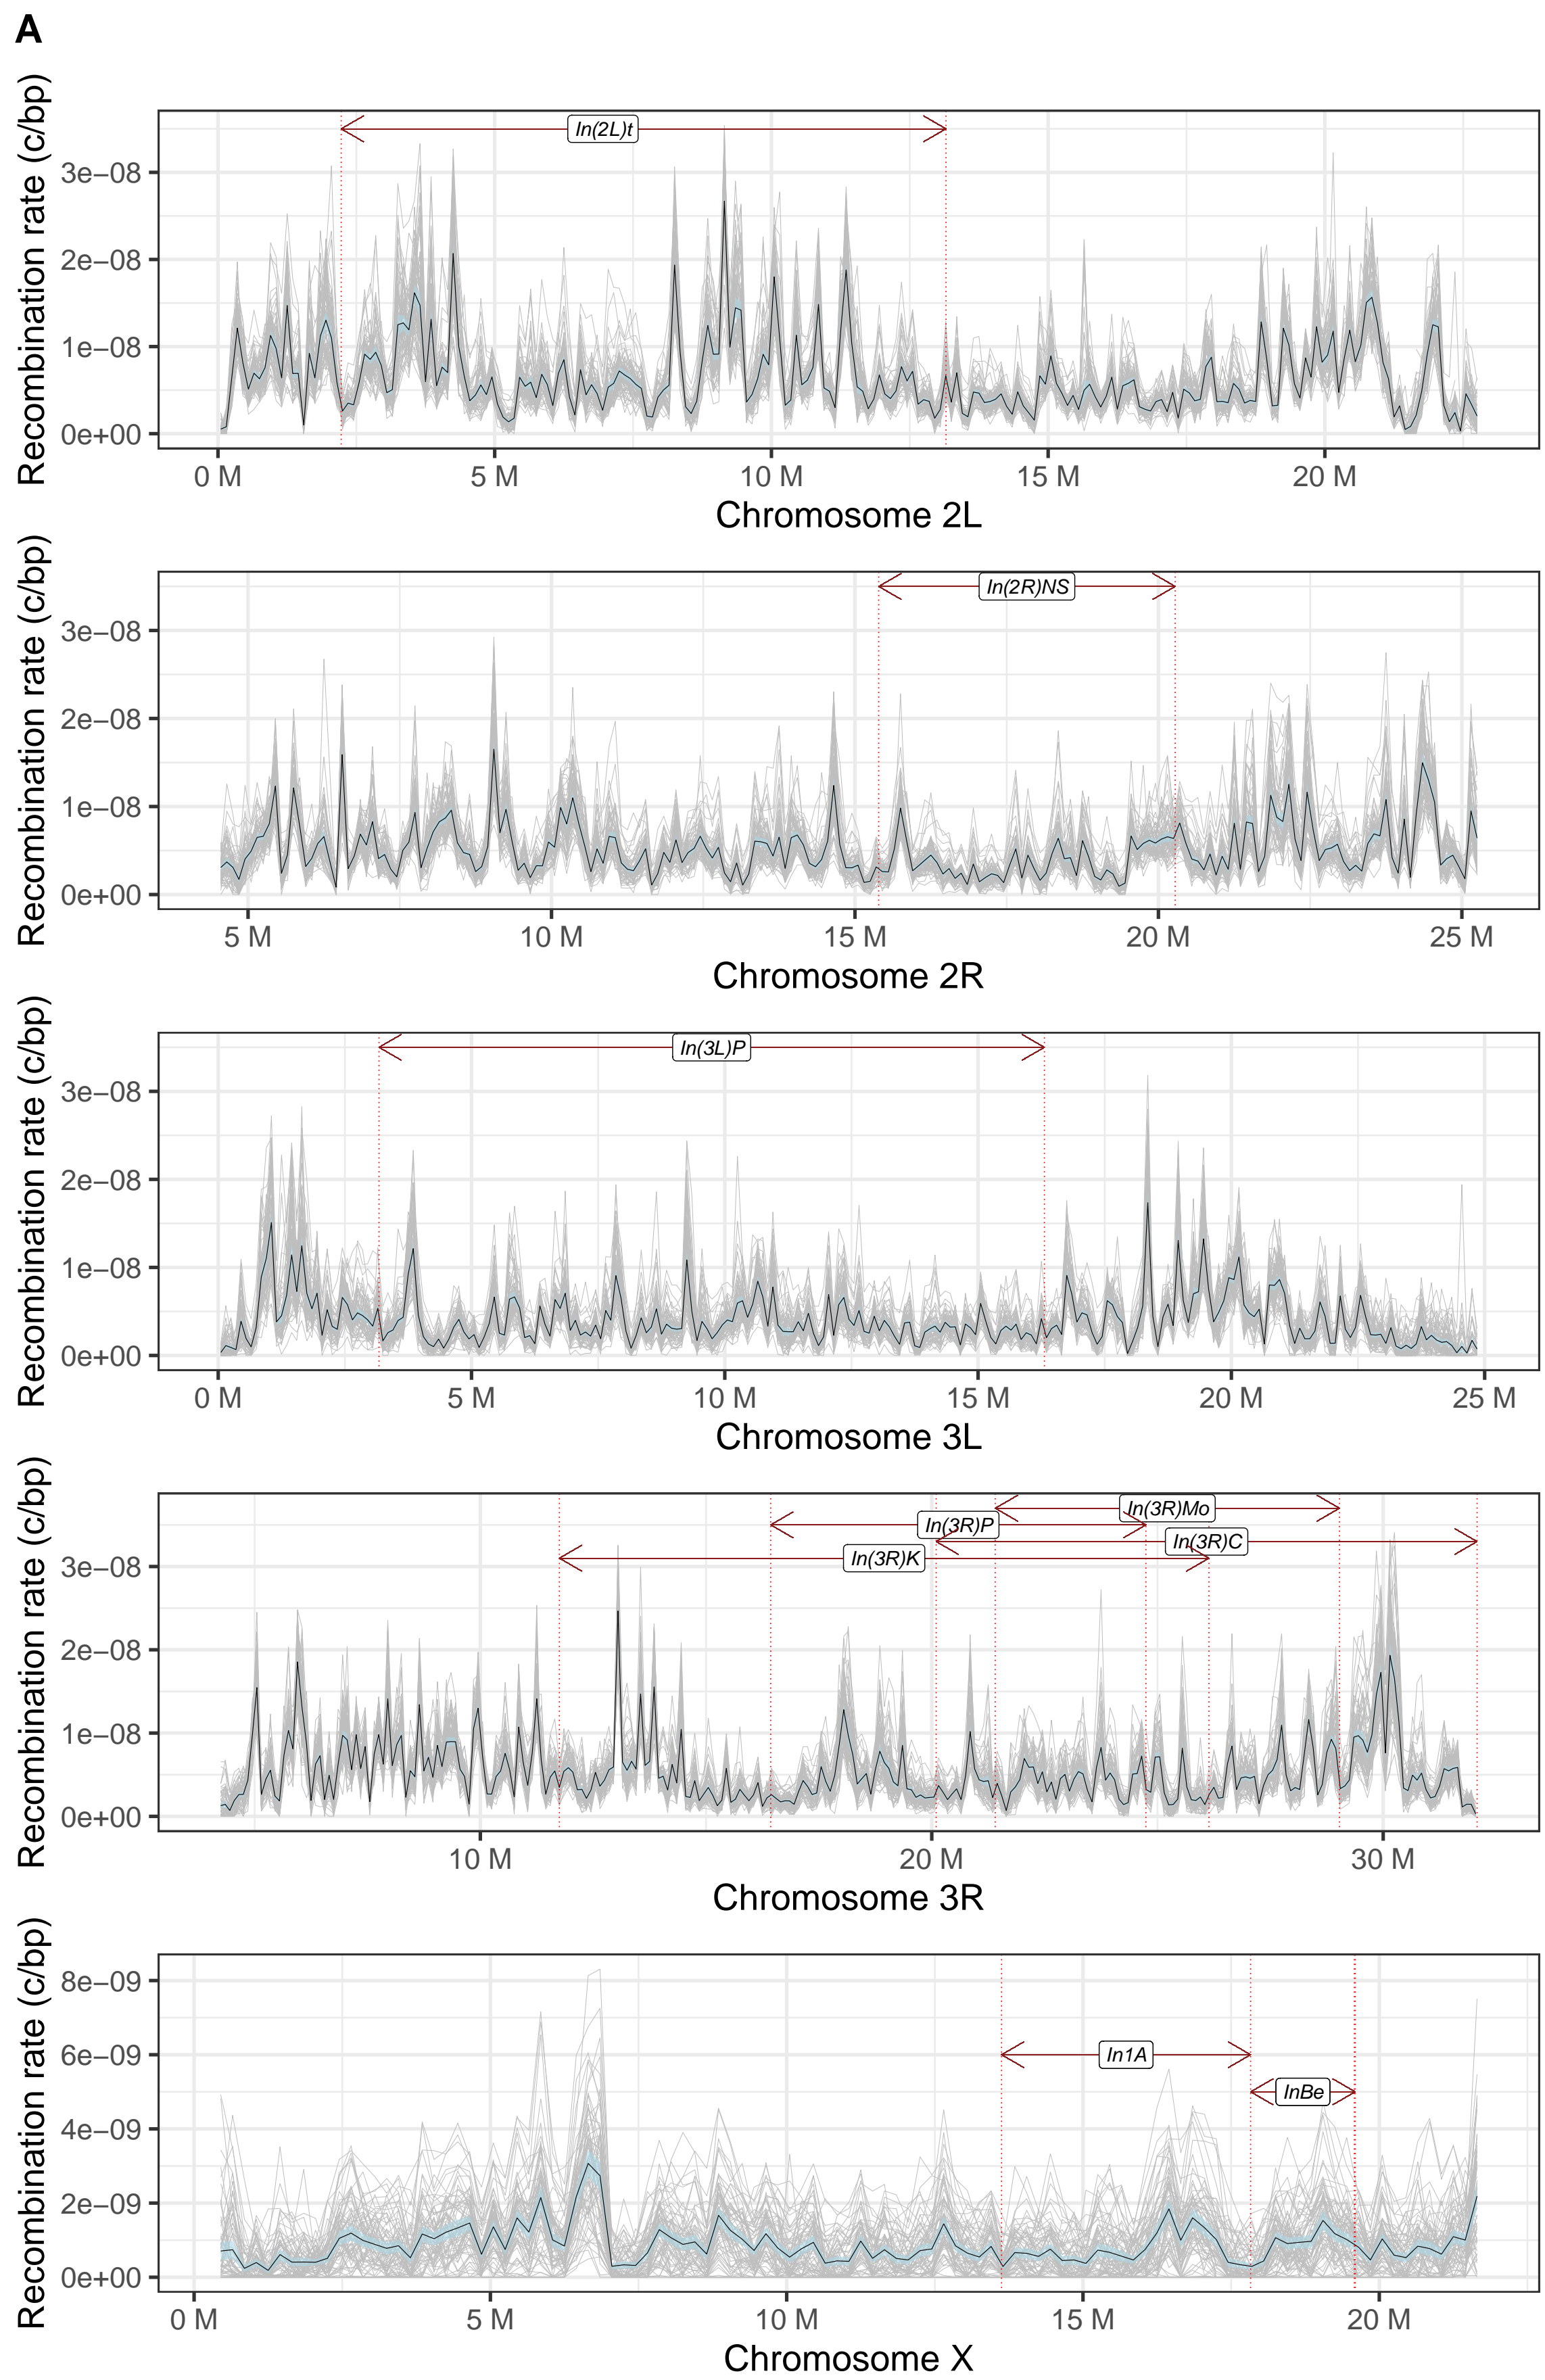 A
Recombination rate (c/bp)
In(2L)t
3e−08
2e−08
1e−08
0e+00
0 M 5 M 10 M 15 M 20 M
Chromosome 2L
Recombination rate (c/bp)
In(2R)NS
3e−08
2e−08
1e−08
0e+00
5 M 10 M 15 M 20 M 25 M
Chromosome 2R
Recombination rate (c/bp)
In(3L)P
3e−08
2e−08
1e−08
0e+00
0 M 5 M 10 M 15 M 20 M 25 M
Chromosome 3L
Recombination rate (c/bp)
In(3R)Mo
In(3R)P
In(3R)C
In(3R)K
3e−08
2e−08
1e−08
0e+00
10 M 20 M 30 M
Chromosome 3R
Recombination rate (c/bp)
8e−09
6e−09
In1A
InBe
4e−09
2e−09
0e+00
0 M 5 M 10 M 15 M 20 M
Chromosome X